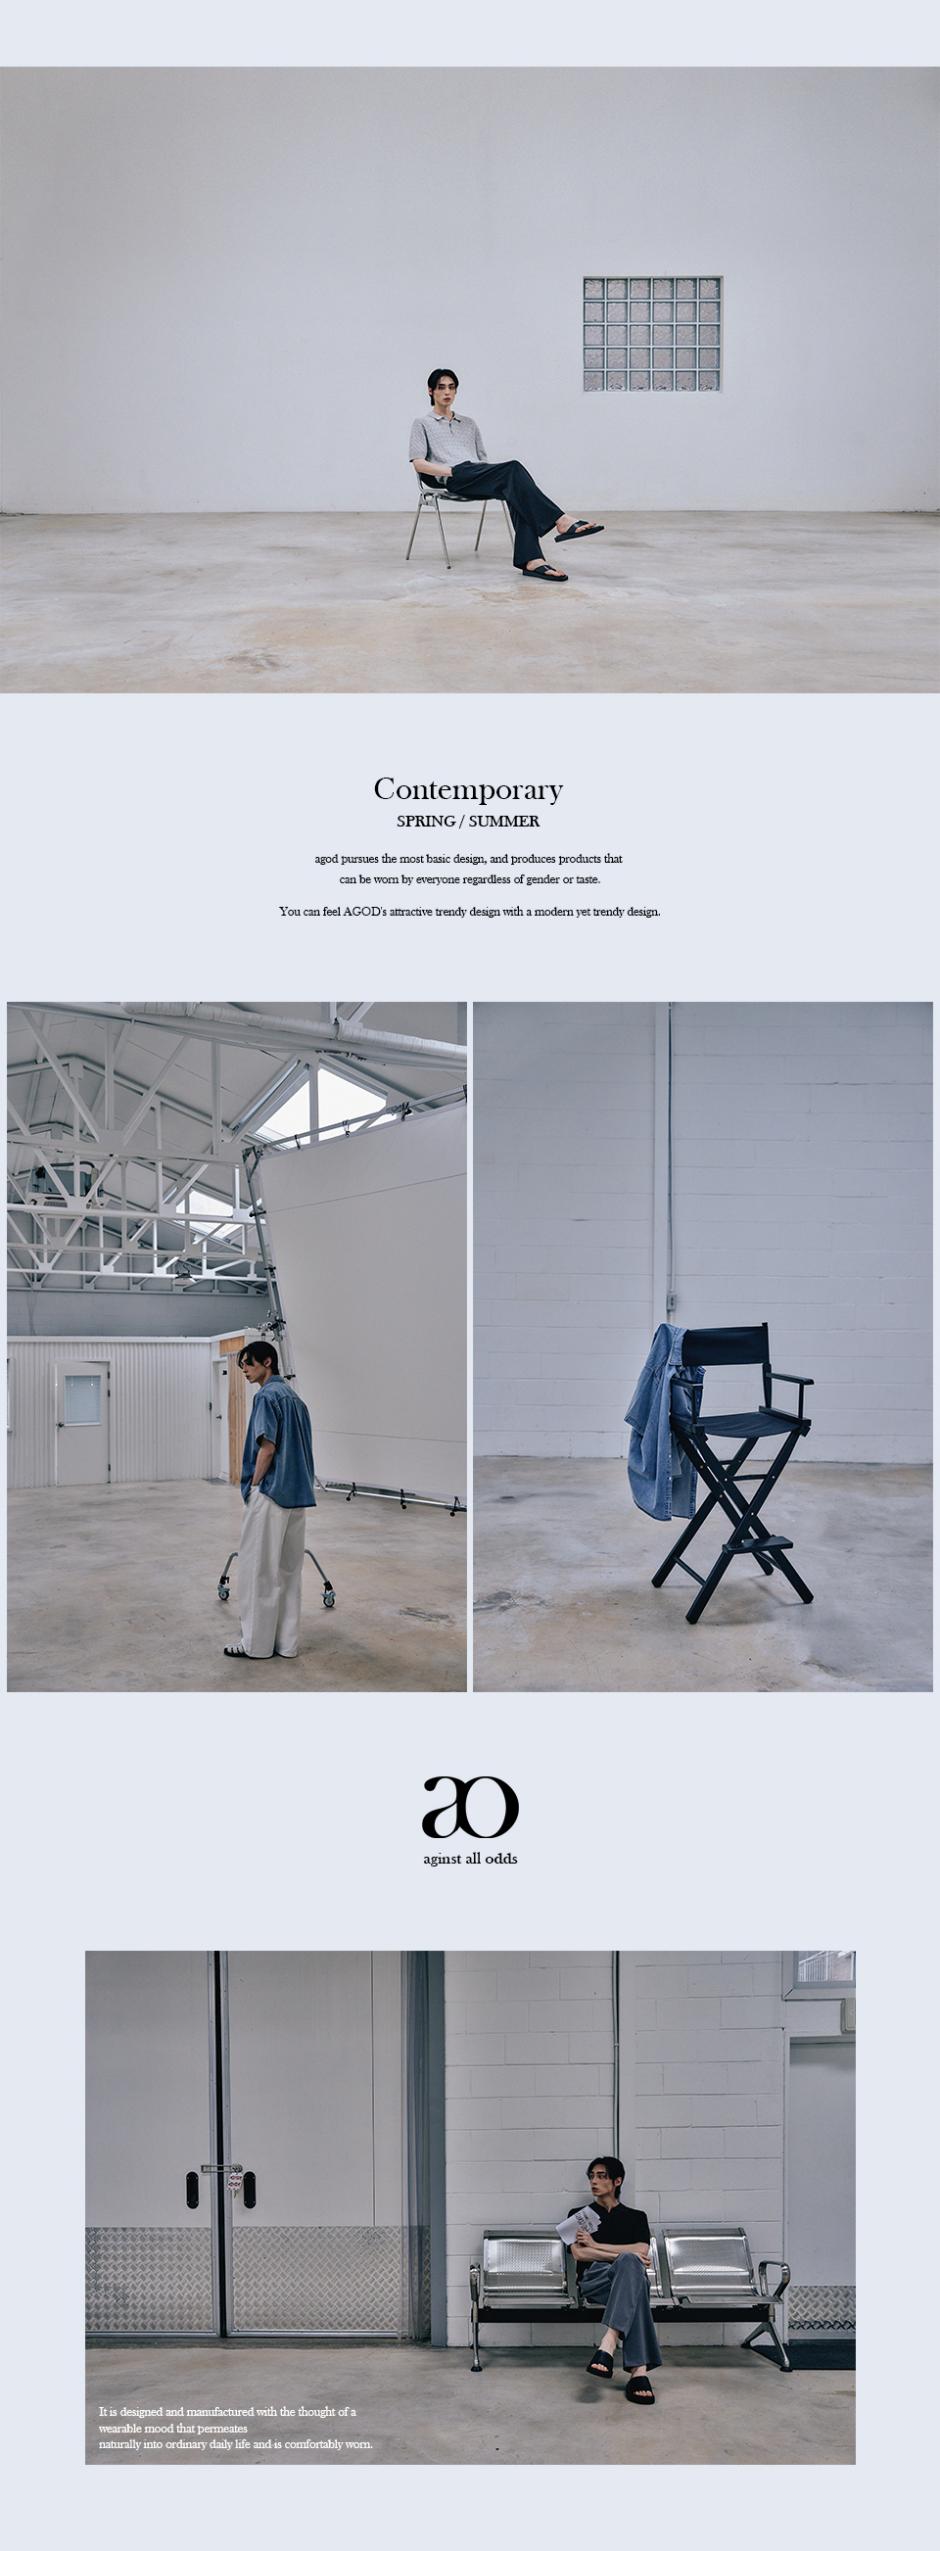 Contemporary
SPRING / SUMMER
agod pursues the most basic design, and produces products that
can be worn by everyone regardless of gender or taste.
You can feel AGOD's attractive trendy design with a modern yet trendy design.
ao
aginst all odds
It is designed and manufactured with the thought of a
wearable mood that permeates
naturally into ordinary daily life and is comfortably worn.